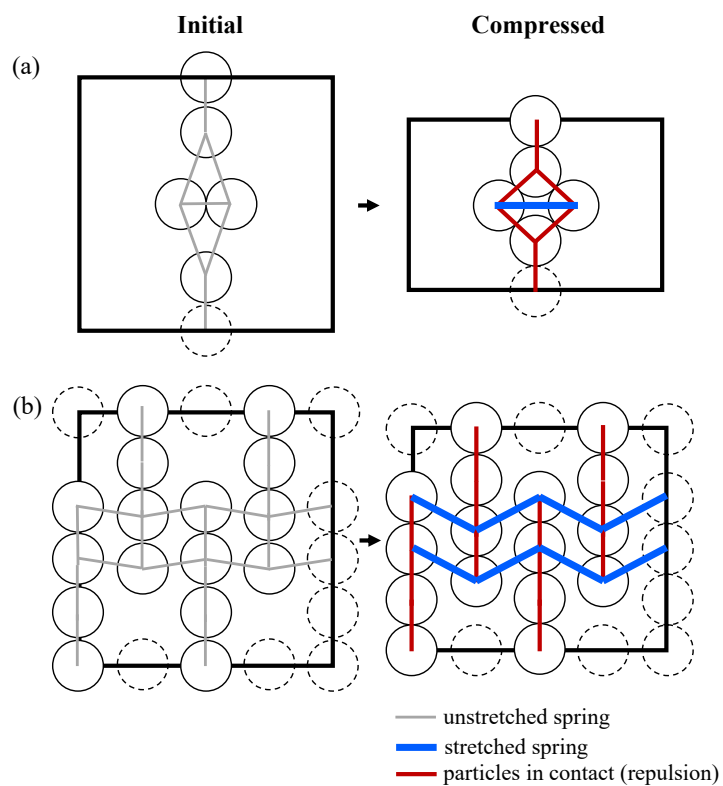 Initial
Compressed
(a)
(b)
unstretched spring
stretched spring
particles in contact (repulsion)